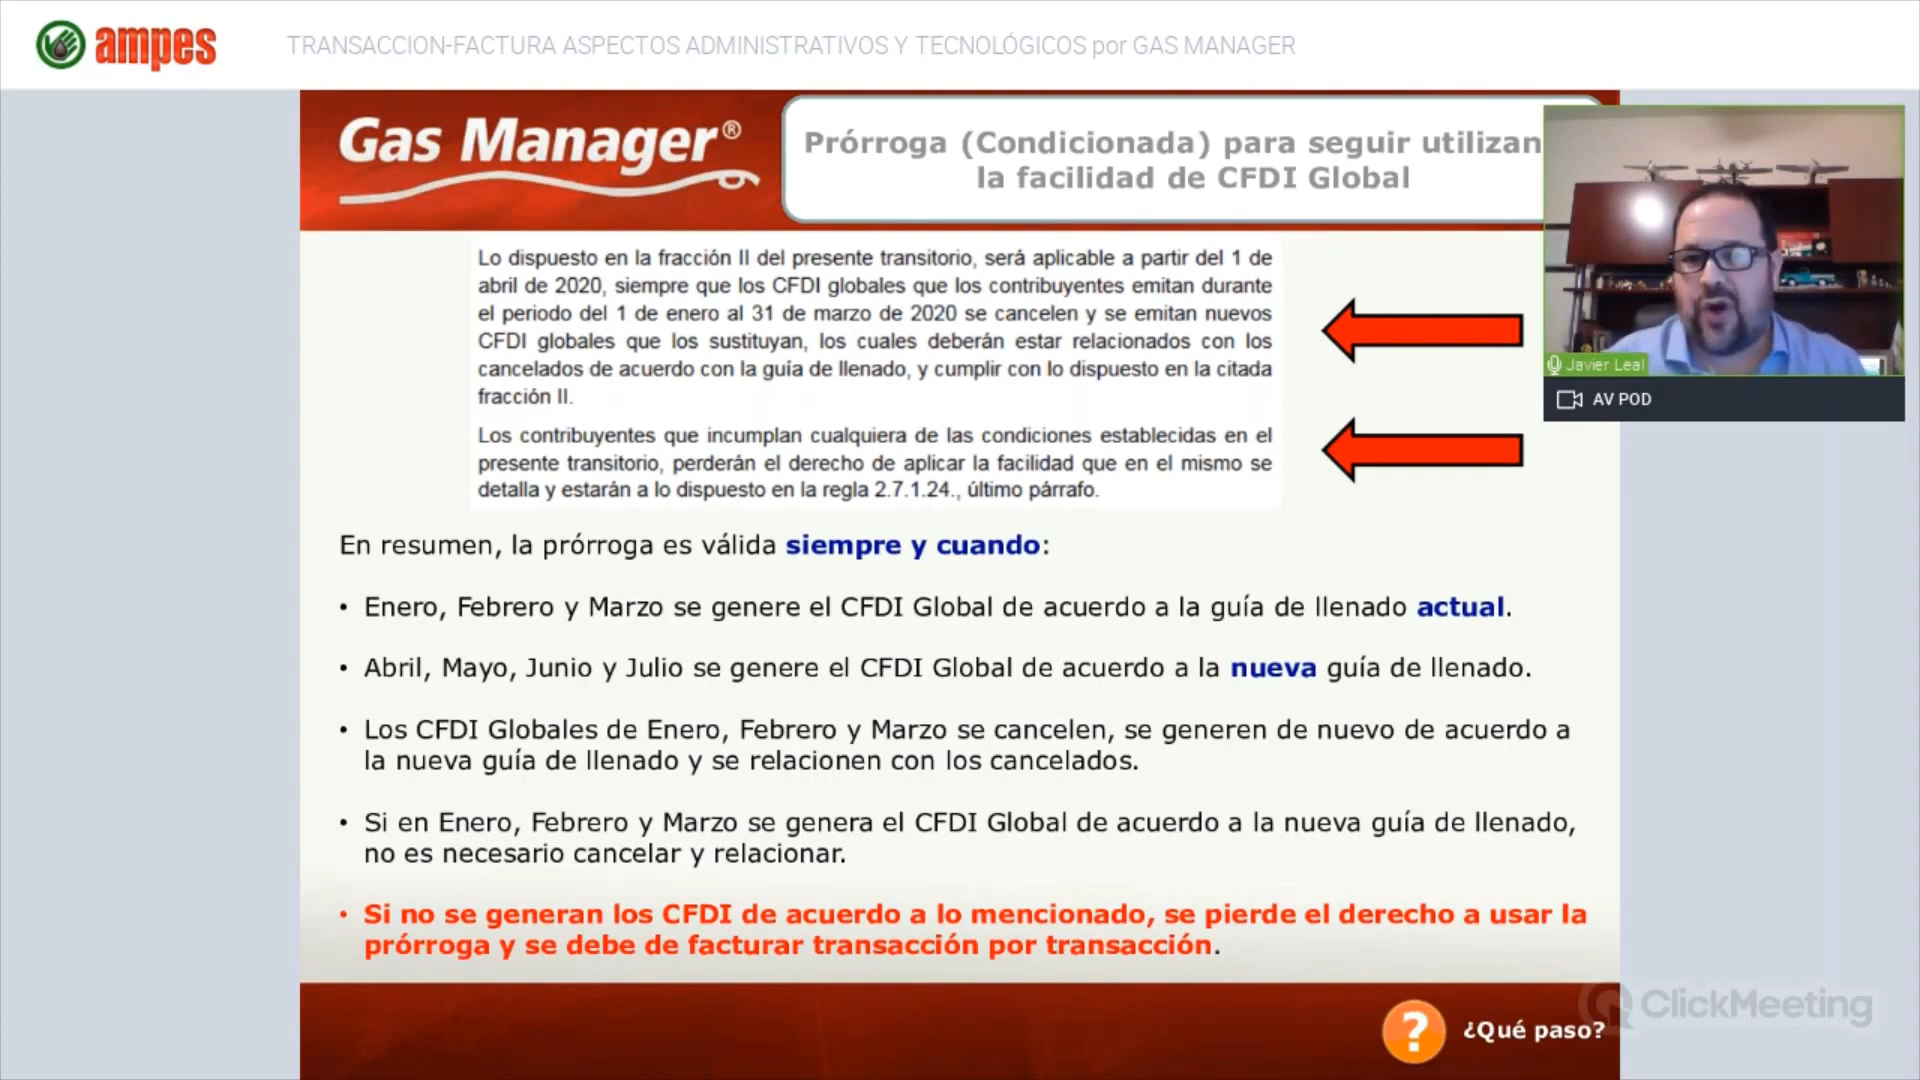 ampes
TRANSACCION-FACTURA ASPECTOS ADMINISTRATIVOS Y TECNOLÓGICOS por GAS MANAGER
Gas Manager®
Prórroga (Condicionada) para seguir utilizan
la facilidad de CFDI Global
Lo dispuesto en la fracción II del presente transitorio, será aplicable a partir del 1 de
abril de 2020, siempre que los CFDI globales que los contribuyentes emitan durante
el periodo del 1 de enero al 31 de marzo de 2020 se cancelen y se emitan nuevos
CFDI globales que los sustituyan, los cuales deberán estar relacionados con los
cancelados de acuerdo con la guía de llenado, y cumplir con lo dispuesto en la citada
fracción II.
Los contribuyentes que incumplan cualquiera de las condiciones establecidas en el
presente transitorio, perderán el derecho de aplicar la facilidad que en el mismo se
detalla y estarán a lo dispuesto en la regla 2.7.1.24., último párrafo.
Javier Leal
AV POD
En resumen, la prórroga es válida siempre y cuando:
• Enero, Febrero y Marzo se genere el CFDI Global de acuerdo a la guía de llenado actual.
• Abril, Mayo, Junio y Julio se genere el CFDI Global de acuerdo a la nueva guía de llenado.
• Los CFDI Globales de Enero, Febrero y Marzo se cancelen, se generen de nuevo de acuerdo a
la nueva guía de llenado y se relacionen con los cancelados.
• Si en Enero, Febrero y Marzo se genera el CFDI Global de acuerdo a la nueva guía de llenado,
no es necesario cancelar y relacionar.
• Si no se generan los CFDI de acuerdo a lo mencionado, se pierde el derecho a usar la
prórroga y se debe de facturar transacción por transacción.
ClickMeeting
? ¿Qué paso?